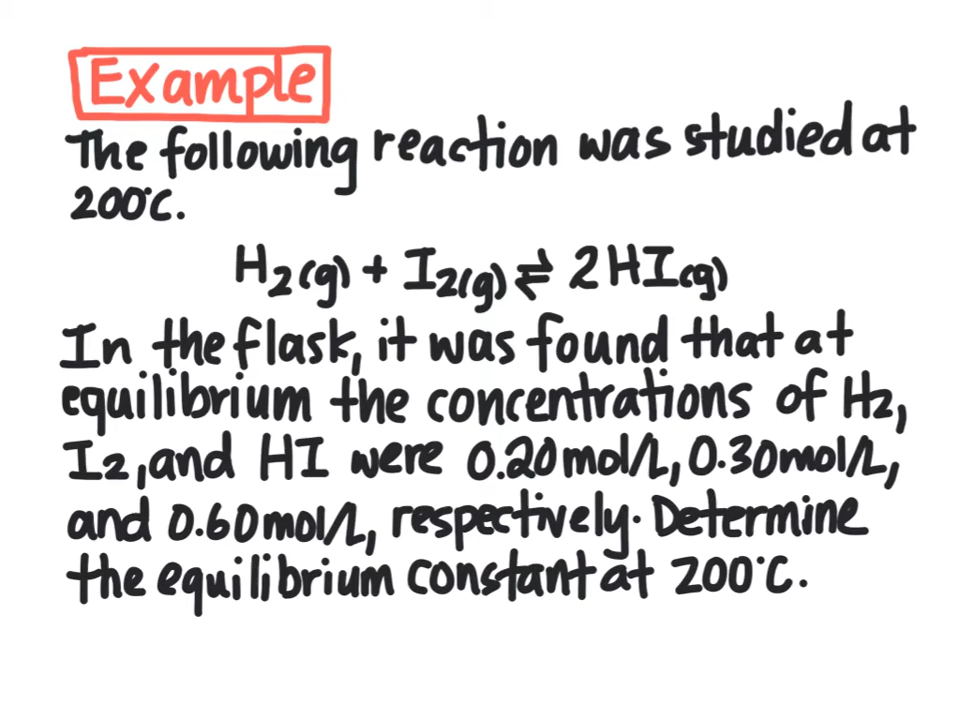 Example
The following reaction was studied at
200°C.
H₂(g) + I₂(g) ⇌ 2HI(g)
In the flask, it was found that at
equilibrium the concentrations of H₂,
I₂, and HI were 0.20mol/L, 0.30mol/L,
and 0.60mol/L, respectively. Determine
the equilibrium constant at 200°C.